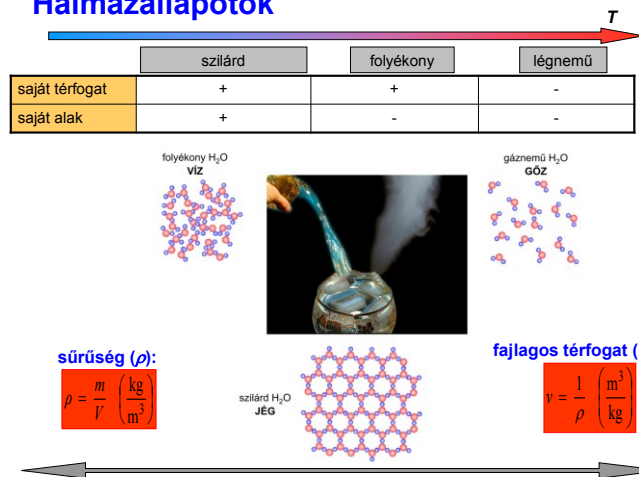 Halmazállapotok
T
szilárd folyékony légnemű
saját térfogat + + -
saját alak + - -
folyékony H₂O
VÍZ
gáznemű H₂O
GŐZ
sűrűség (ρ):
ρ = m/V (kg/m³)
szilárd H₂O
JÉG
fajlagos térfogat (
v = 1/ρ (m³/kg)